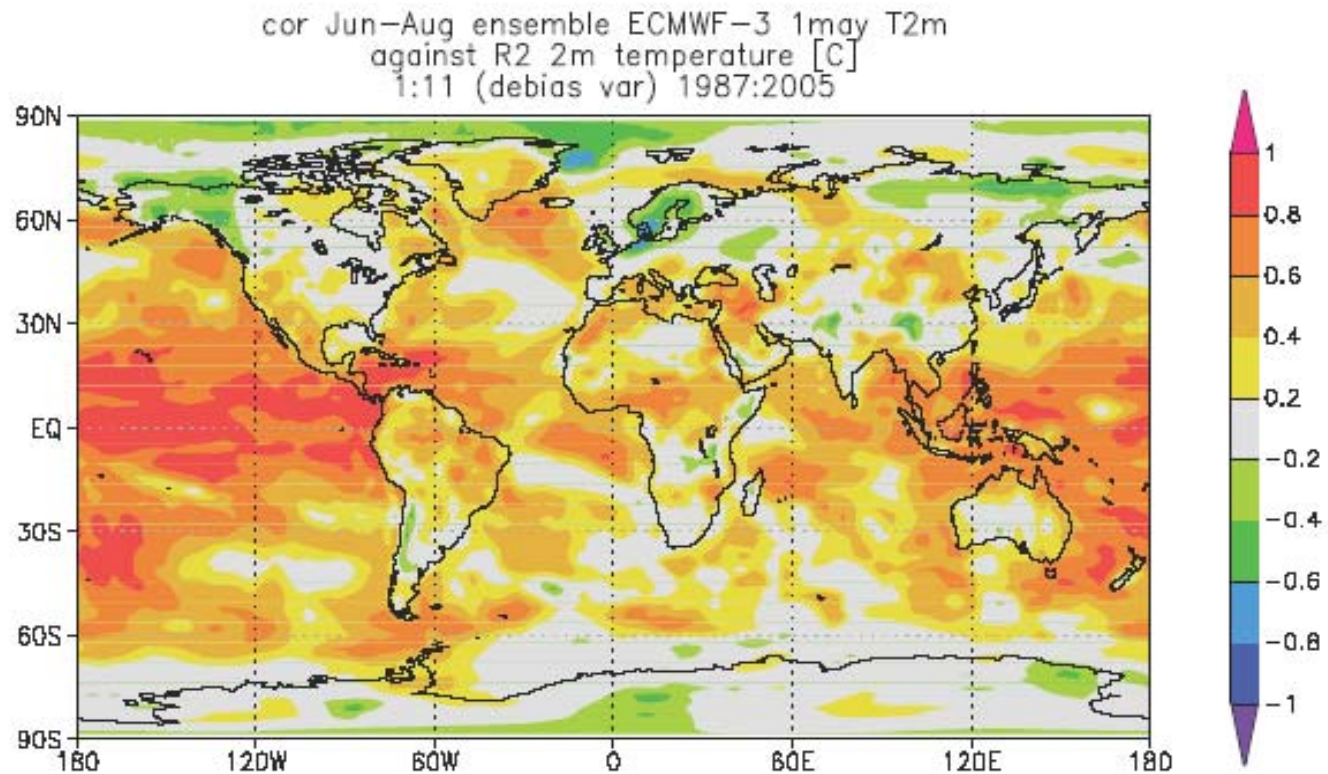 cor Jun-Aug ensemble ECMWF-3 1may T2m
against R2 2m temperature [C]
1:11 (debias var) 1987:2005
90N
60N
30N
EQ
30S
60S
90S
180
120W
60W
0
60E
120E
180
1
0.8
0.6
0.4
0.2
-0.2
-0.4
-0.6
-0.8
-1